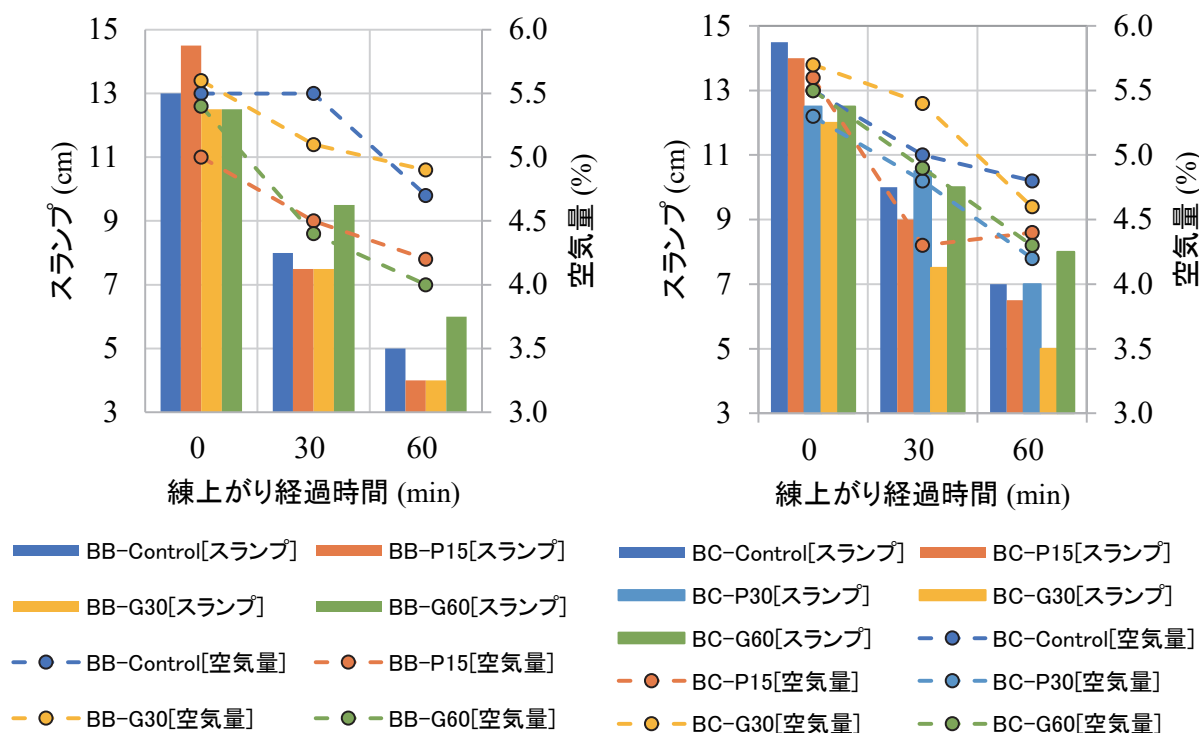 15
13
11
9
7
5
3
スランプ (cm)
6.0
5.5
5.0
4.5
4.0
3.5
3.0
空気量 (%)
0 30 60
練上がり経過時間 (min)
BB-Control[スランプ] BB-P15[スランプ]
BB-G30[スランプ] BB-G60[スランプ]
BB-Control[空気量] BB-P15[空気量]
BB-G30[空気量] BB-G60[空気量]
15
13
11
9
7
5
3
スランプ (cm)
6.0
5.5
5.0
4.5
4.0
3.5
3.0
空気量 (%)
0 30 60
練上がり経過時間 (min)
BC-Control[スランプ] BC-P15[スランプ]
BC-P30[スランプ] BC-G30[スランプ]
BC-G60[スランプ] BC-Control[空気量]
BC-P15[空気量] BC-P30[空気量]
BC-G30[空気量] BC-G60[空気量]